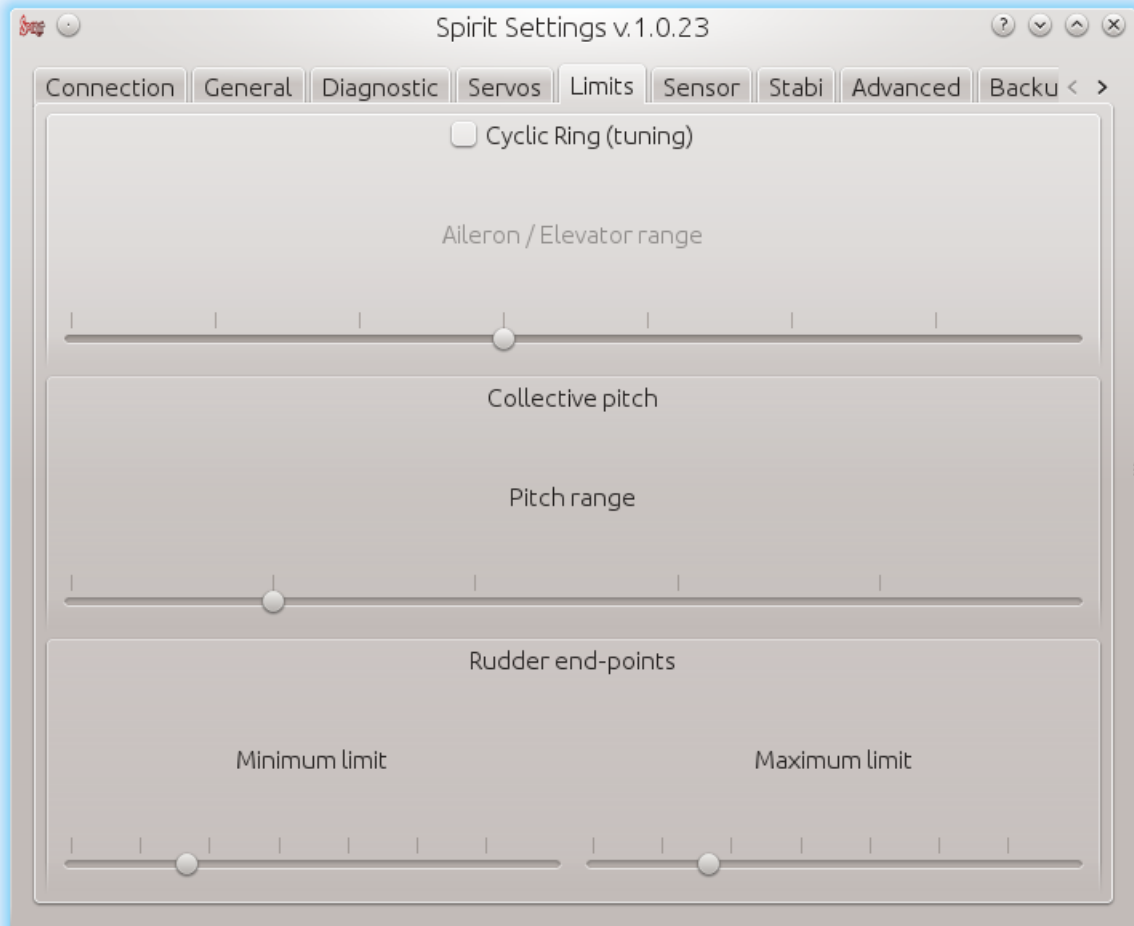 Spirit Settings v.1.0.23
Connection General Diagnostic Servos Limits Sensor Stabi Advanced Backu
Cyclic Ring (tuning)
Aileron / Elevator range
Collective pitch
Pitch range
Rudder end-points
Minimum limit Maximum limit